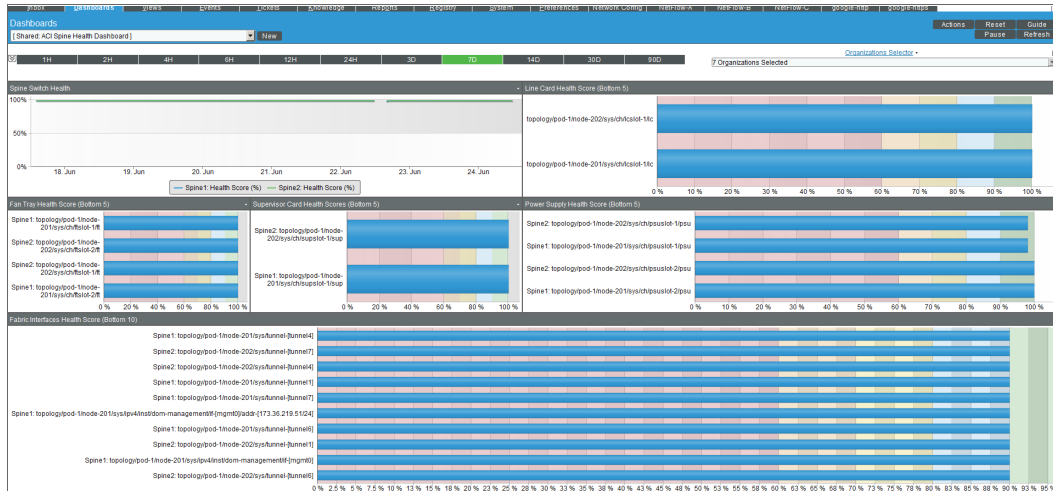 Inbox Dashboards Views Events Tickets Knowledge Reports Registry System Preferences Network Config NetFlow-A NetFlow-B NetFlow-C google-http google-https
Dashboards
Actions Reset Guide
[ Shared: ACI Spine Health Dashboard ] New
Pause Refresh
Organizations Selector
1H 2H 4H 6H 12H 24H 3D 7D 14D 30D 90D
7 Organizations Selected
Spine Switch Health
100%
50%
0%
18. Jun 19. Jun 20. Jun 21. Jun 22. Jun 23. Jun 24. Jun
Spine1: Health Score (%) Spine2: Health Score (%)
Line Card Health Score (Bottom 5)
topology/pod-1/node-202/sys/ch/lcslot-1/lc
topology/pod-1/node-201/sys/ch/lcslot-1/lc
0 % 10 % 20 % 30 % 40 % 50 % 60 % 70 % 80 % 90 % 100 %
Fan Tray Health Score (Bottom 5)
Spine1: topology/pod-1/node-
201/sys/ch/ftslot-1/ft
Spine2: topology/pod-1/node-
202/sys/ch/ftslot-2/ft
Spine2: topology/pod-1/node-
202/sys/ch/ftslot-1/ft
Spine1: topology/pod-1/node-
201/sys/ch/ftslot-2/ft
0 % 20 % 40 % 60 % 80 % 100 %
Supervisor Card Health Scores (Bottom 5)
Spine2: topology/pod-1/node-
202/sys/ch/supslot-1/sup
Spine1: topology/pod-1/node-
201/sys/ch/supslot-1/sup
0 % 20 % 40 % 60 % 80 % 100 %
Power Supply Health Score (Bottom 5)
Spine2: topology/pod-1/node-202/sys/ch/psuslot-1/psu
Spine1: topology/pod-1/node-201/sys/ch/psuslot-1/psu
Spine2: topology/pod-1/node-202/sys/ch/psuslot-2/psu
Spine1: topology/pod-1/node-201/sys/ch/psuslot-2/psu
0 % 10 % 20 % 30 % 40 % 50 % 60 % 70 % 80 % 90 % 100 %
Fabric Interfaces Health Score (Bottom 10)
Spine1: topology/pod-1/node-201/sys/tunnel-[tunnel4]
Spine2: topology/pod-1/node-202/sys/tunnel-[tunnel7]
Spine2: topology/pod-1/node-202/sys/tunnel-[tunnel4]
Spine1: topology/pod-1/node-201/sys/tunnel-[tunnel1]
Spine1: topology/pod-1/node-201/sys/tunnel-[tunnel7]
Spine1: topology/pod-1/node-201/sys/ipv4/inst/dom-management/if-[mgmt0]/addr-[173.36.219.51/24]
Spine1: topology/pod-1/node-201/sys/tunnel-[tunnel6]
Spine2: topology/pod-1/node-202/sys/tunnel-[tunnel1]
Spine1: topology/pod-1/node-201/sys/ipv4/inst/dom-management/if-[mgmt0]
Spine2: topology/pod-1/node-202/sys/tunnel-[tunnel6]
0 % 2.5 % 5 % 7.5 % 10 % 13 % 15 % 18 % 20 % 23 % 25 % 28 % 30 % 33 % 35 % 38 % 40 % 43 % 45 % 48 % 50 % 53 % 55 % 58 % 60 % 63 % 65 % 68 % 70 % 73 % 75 % 78 % 80 % 83 % 85 % 88 % 90 % 93 % 95 %